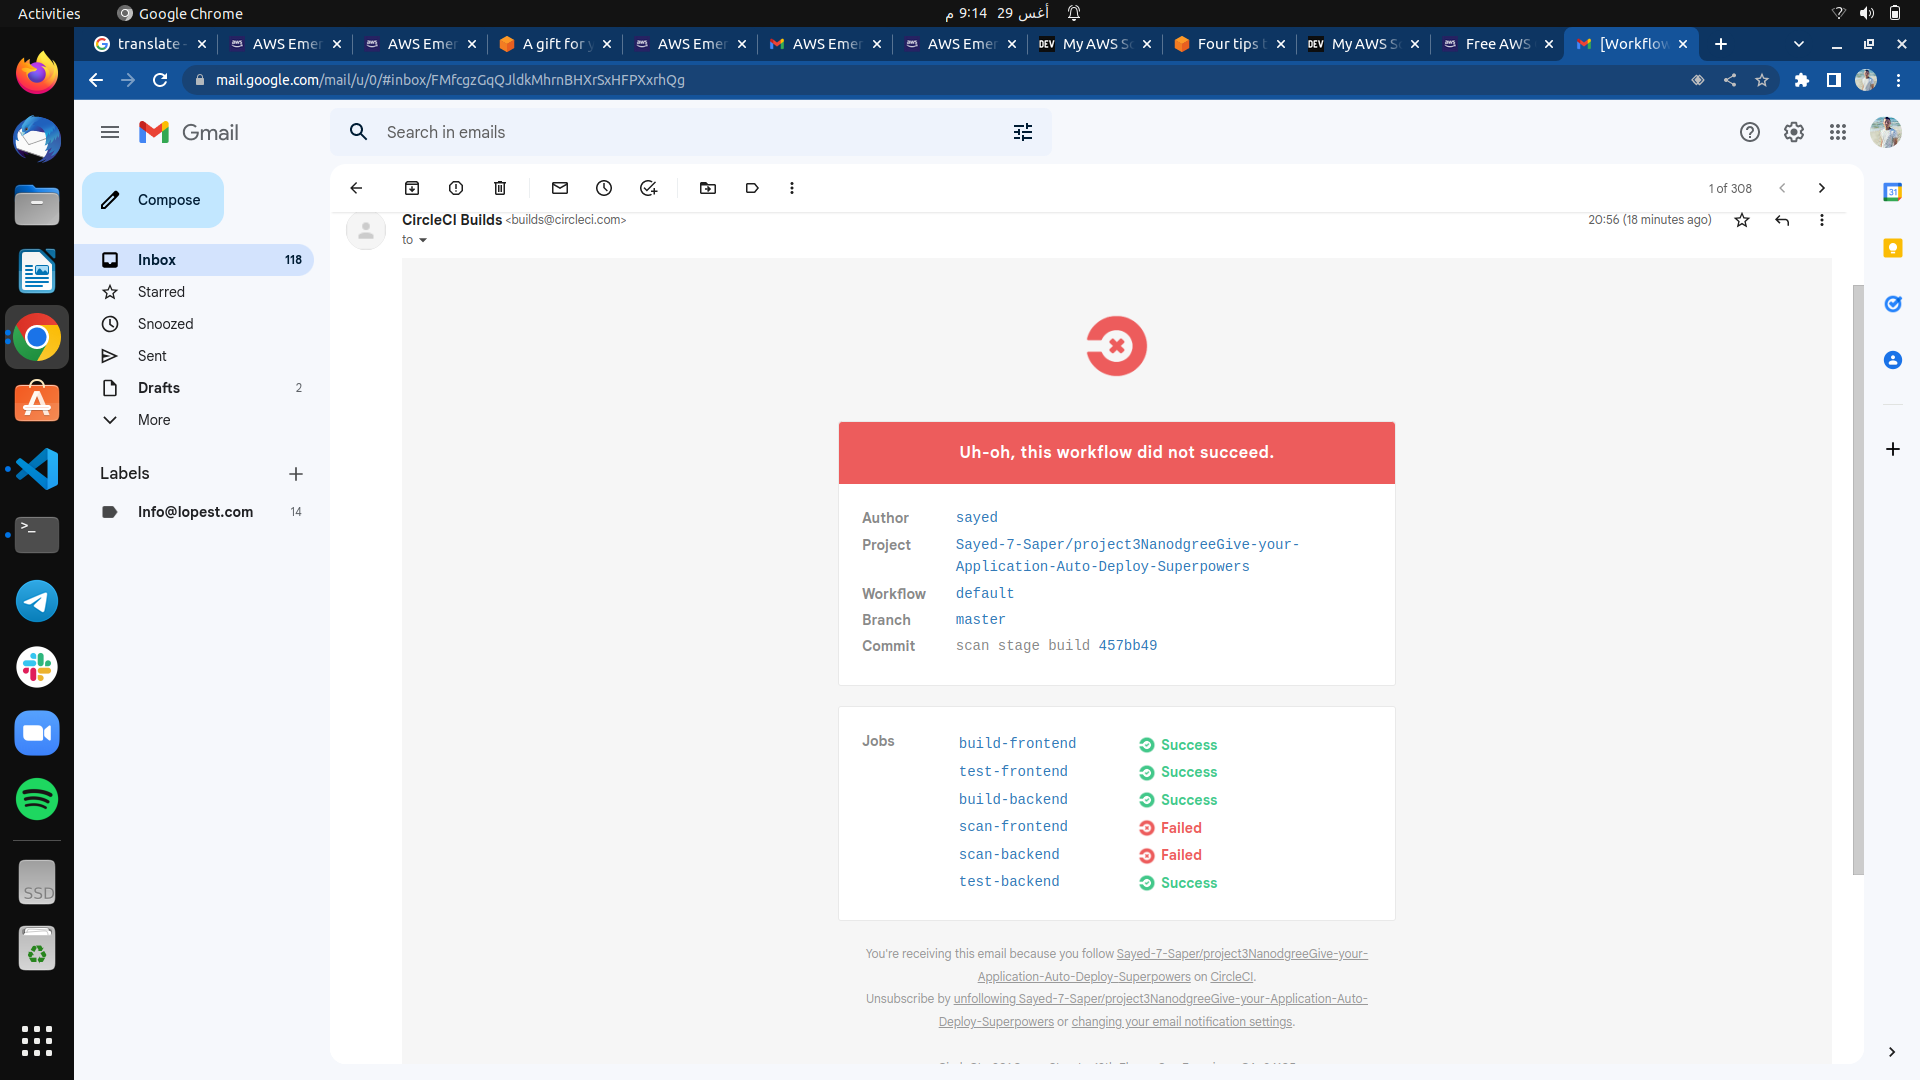 Activities
Google Chrome
أغس 29 9:14 م
translate -
AWS Emer
AWS Emer
A gift for y
AWS Emer
AWS Emer
AWS Emer
My AWS So
Four tips t
My AWS So
Free AWS
[Workflow
mail.google.com/mail/u/0/#inbox/FMfcgzGqQJldkMhrnBHXrSxHFPXxrhQg
Gmail
Search in emails
Compose
1 of 308
Inbox 118
Starred
Snoozed
Sent
Drafts 2
More
Labels
Info@lopest.com 14
CircleCI Builds <builds@circleci.com>
20:56 (18 minutes ago)
to
Uh-oh, this workflow did not succeed.
Author sayed
Project Sayed-7-Saper/project3NanodgreeGive-your-
Application-Auto-Deploy-Superpowers
Workflow default
Branch master
Commit scan stage build 457bb49
Jobs build-frontend Success
test-frontend Success
build-backend Success
scan-frontend Failed
scan-backend Failed
test-backend Success
You're receiving this email because you follow Sayed-7-Saper/project3NanodgreeGive-your-
Application-Auto-Deploy-Superpowers on CircleCI.
Unsubscribe by unfollowing Sayed-7-Saper/project3NanodgreeGive-your-Application-Auto-
Deploy-Superpowers or changing your email notification settings.
SSD